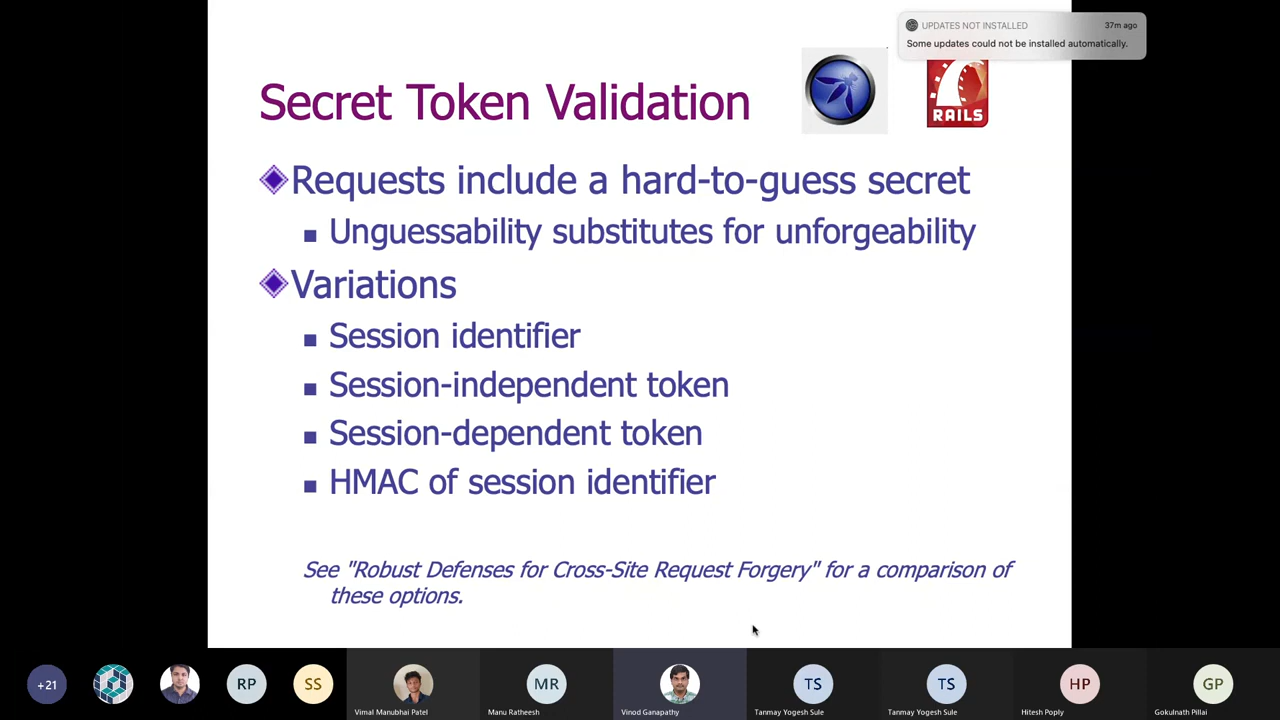 UPDATES NOT INSTALLED
37m ago
Some updates could not be installed automatically.
RAILS
Secret Token Validation
Requests include a hard-to-guess secret
Unguessability substitutes for unforgeability
Variations
Session identifier
Session-independent token
Session-dependent token
HMAC of session identifier
See "Robust Defenses for Cross-Site Request Forgery" for a comparison of
these options.
+21
RP
SS
MR
TS
TS
HP
GP
Vimal Manubhai Patel
Manu Ratheesh
Vinod Ganapathy
Tanmay Yogesh Sule
Tanmay Yogesh Sule
Hitesh Poply
Gokulnath Pillai